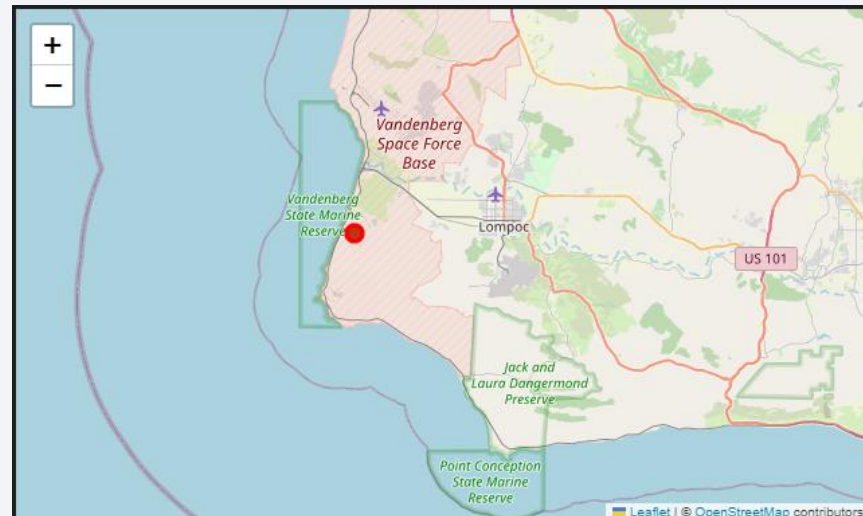 +
−
Vandenberg
Space Force
Base
Vandenberg
State Marine
Reserve
Lompoc
US 101
Jack and
Laura Dangermond
Preserve
Point Conception
State Marine
Reserve
Leaflet | © OpenStreetMap contributors